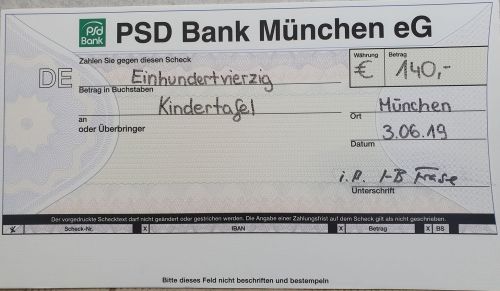 PSd Bank PSD Bank München eG
Zahlen Sie gegen diesen Scheck
Währung
Betrag
DE
Einhundertvierzig
€
140,-
Betrag in Buchstaben
Kindertafel
München
an
Ort
oder Überbringer
3.06.19
Datum
i.A.
Unterschrift
Der vorgedruckte Schecktext darf nicht geändert oder gestrichen werden. Die Angabe einer Zahlungsfrist auf dem Scheck gilt als nicht geschrieben.
x Scheck-Nr. X IBAN X Betrag X BS
Bitte dieses Feld nicht beschriften und bestempeln